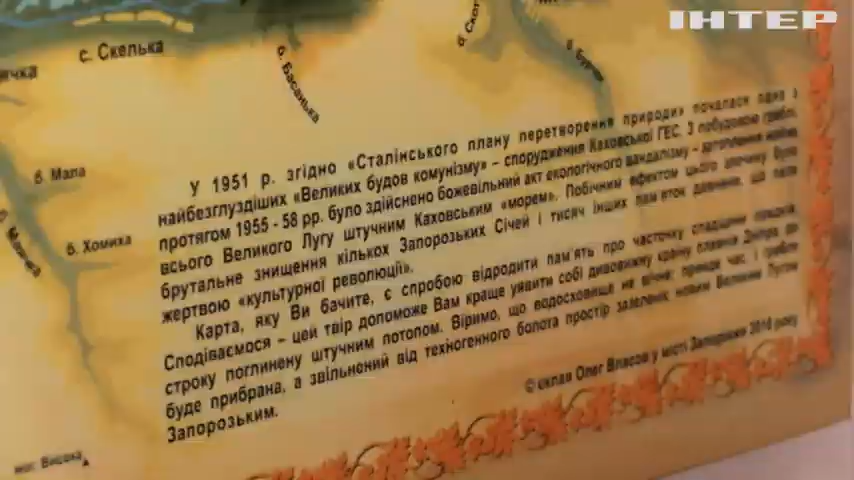 ІНТЕР
с. Скелька
б. Басанька
б. Мала
б. Хомиха
мог. Висока
У 1951 р. згідно «Сталінського плану перетворення природи» почалася одна з
найбезглуздіших «Великих будов комунізму» – спорудження Каховської ГЕС. З побудовою греблі,
протягом 1955 - 58 рр. було здійснено божевільний акт екологічного вандалізму – затоплення майже
всього Великого Лугу штучним Каховським «морем». Побічним ефектом цього злочину було
брутальне знищення кількох Запорозьких Січей і тисяч інших пам'яток давнини, що пали
жертвою «культурної революції».
Карта, яку Ви бачите, є спробою відродити пам'ять про часточку спадщини предків.
Сподіваємося – цей твір допоможе Вам краще уявити собі дивовижну країну плавнів Дніпра до
строку поглинену штучним потопом. Віримо, що водосховище не вічне: прийде час, і гребля
буде прибрана, а звільнений від техногенного болота простір зазеленіє новим Великим Лугом
Запорозьким.
© склав Олег Власов у місті Запоріжжі 2010 року